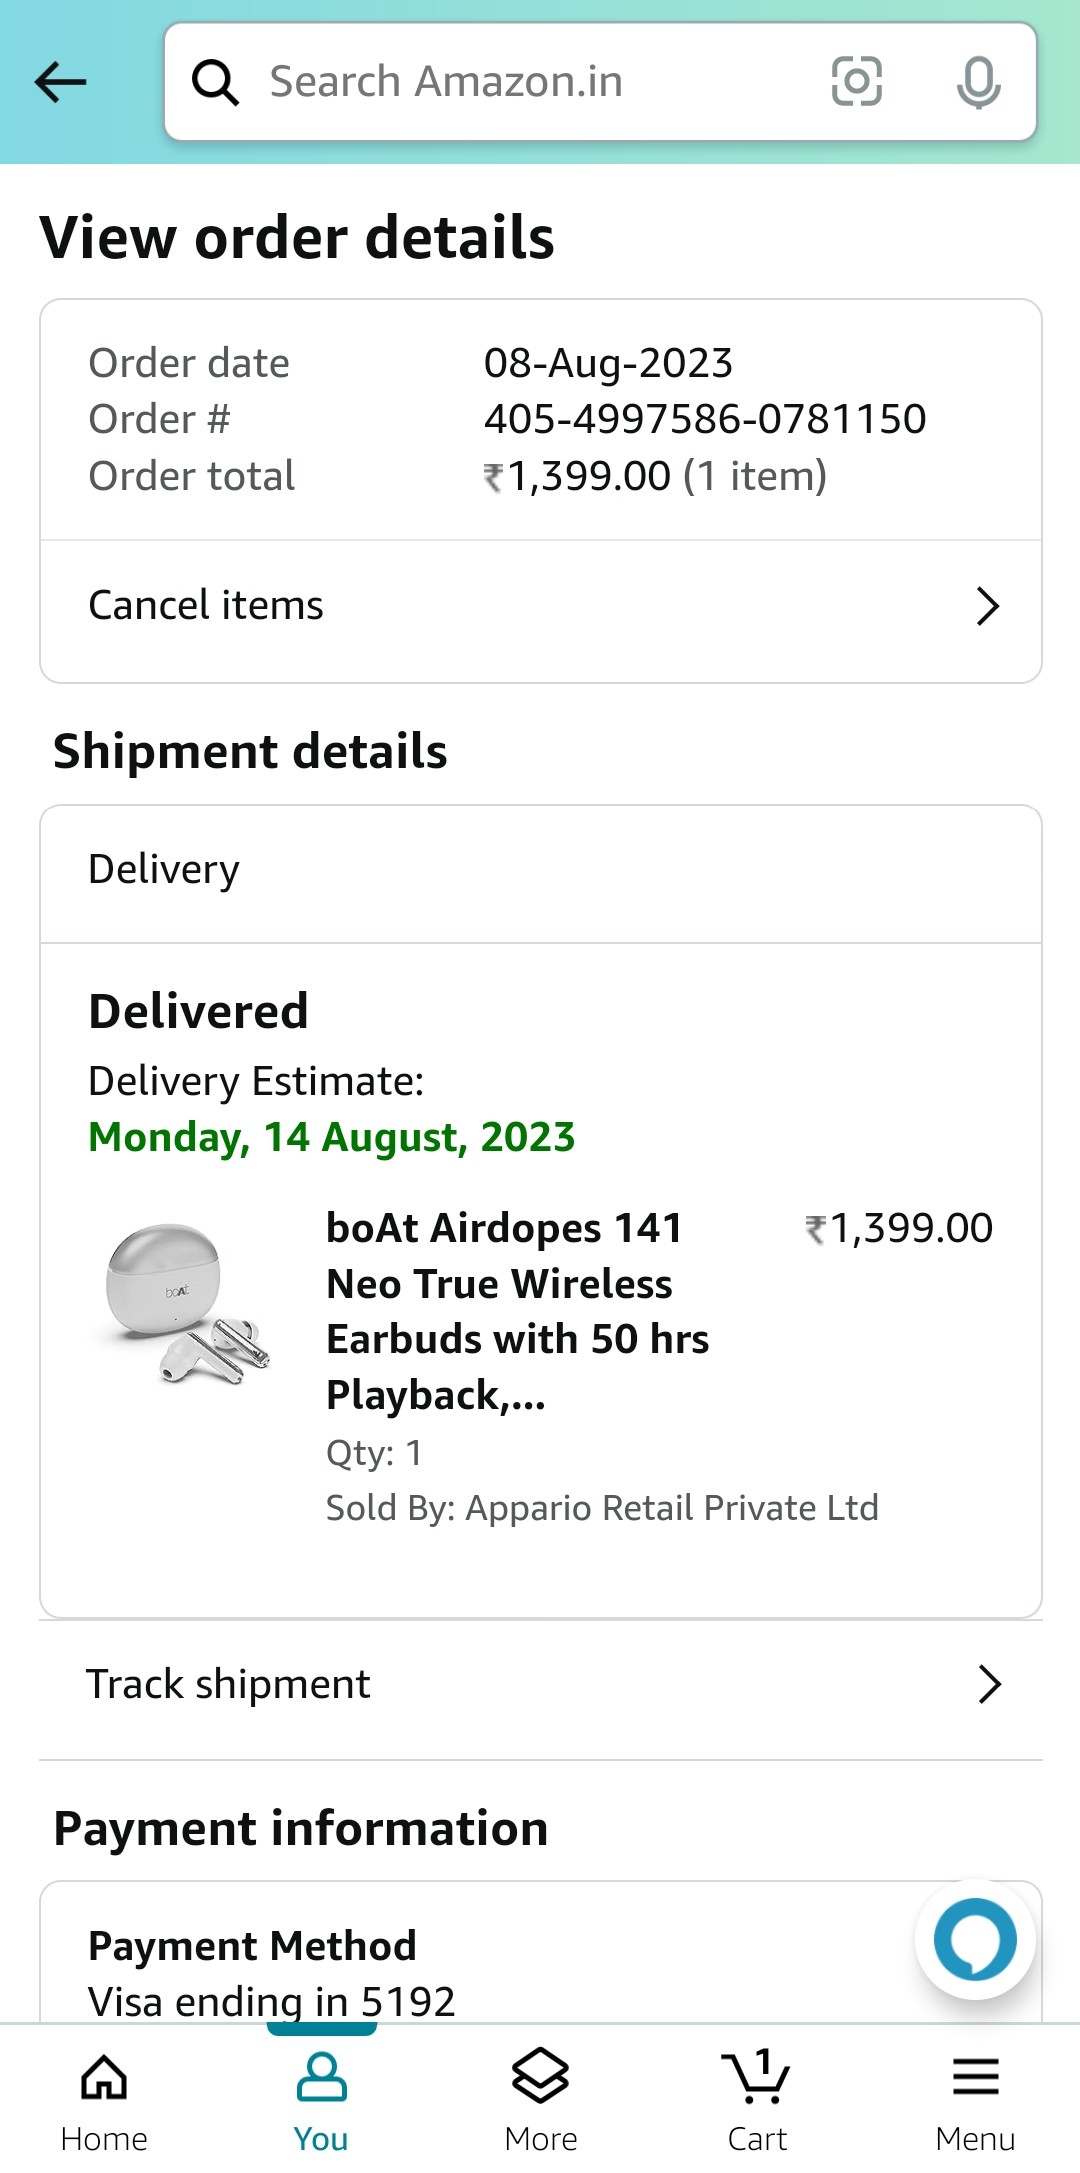 Search Amazon.in
View order details
Order date 08-Aug-2023
Order # 405-4997586-0781150
Order total ₹1,399.00 (1 item)
Cancel items
Shipment details
Delivery
Delivered
Delivery Estimate:
Monday, 14 August, 2023
boAt
boAt Airdopes 141 ₹1,399.00
Neo True Wireless
Earbuds with 50 hrs
Playback,...
Qty: 1
Sold By: Appario Retail Private Ltd
Track shipment
Payment information
Payment Method
Visa ending in 5192
1
Home You More Cart Menu